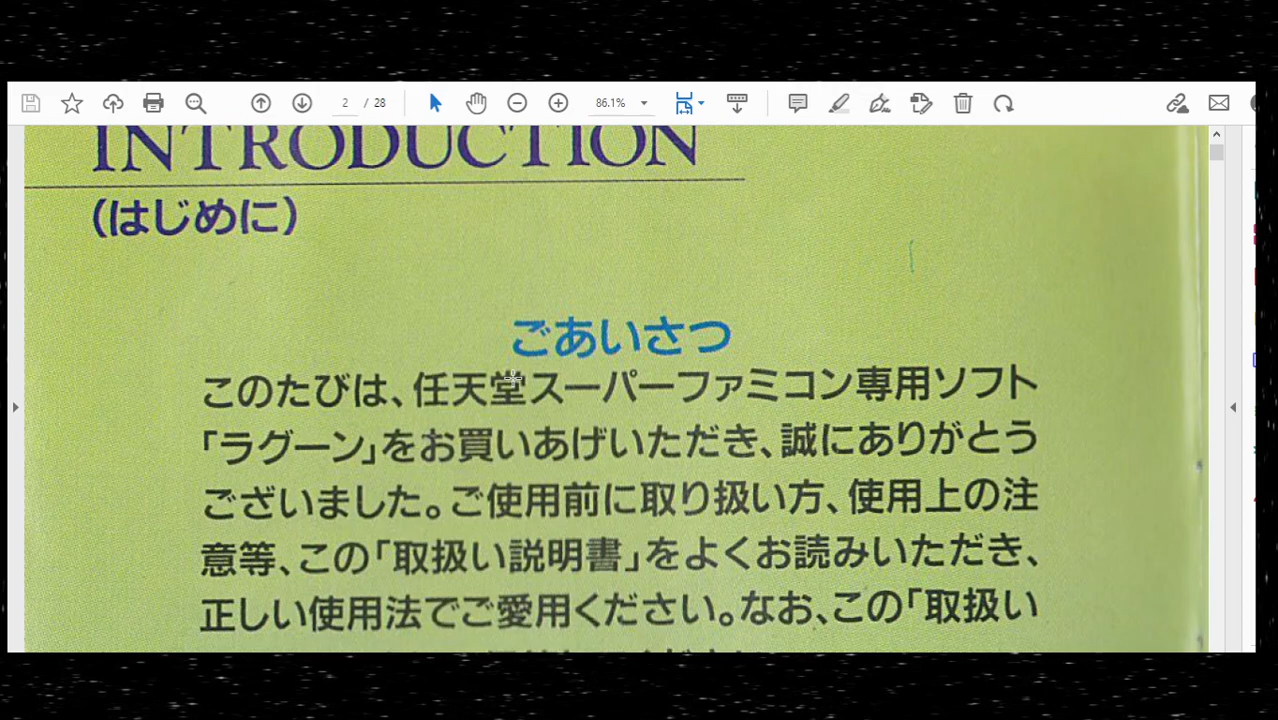 2 / 28
86.1%
INTRODUCTION
(はじめに)
ごあいさつ
このたびは、任天堂スーパーファミコン専用ソフト
「ラグーン」をお買いあげいただき、誠にありがとう
ございました。ご使用前に取り扱い方、使用上の注
意等、この「取扱い説明書」をよくお読みいただき、
正しい使用法でご愛用ください。なお、この「取扱い